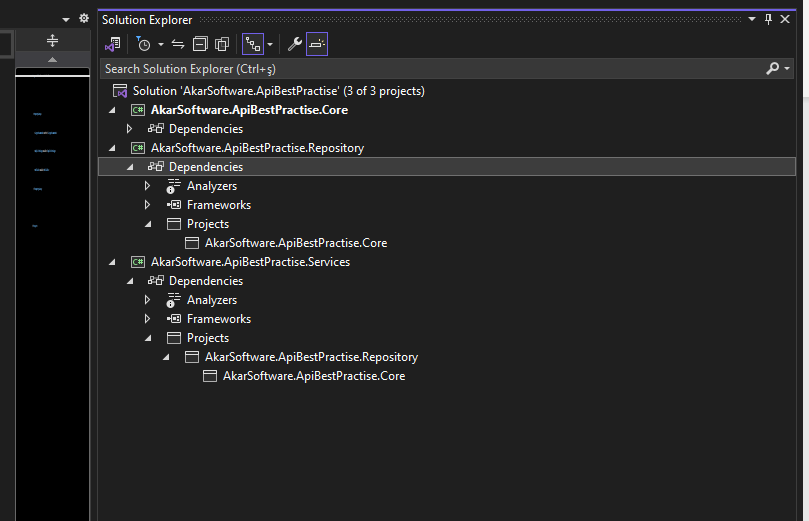 Solution Explorer
Search Solution Explorer (Ctrl+ş)
Solution 'AkarSoftware.ApiBestPractise' (3 of 3 projects)
C# AkarSoftware.ApiBestPractise.Core
Dependencies
C# AkarSoftware.ApiBestPractise.Repository
Dependencies
Analyzers
Frameworks
Projects
AkarSoftware.ApiBestPractise.Core
C# AkarSoftware.ApiBestPractise.Services
Dependencies
Analyzers
Frameworks
Projects
AkarSoftware.ApiBestPractise.Repository
AkarSoftware.ApiBestPractise.Core